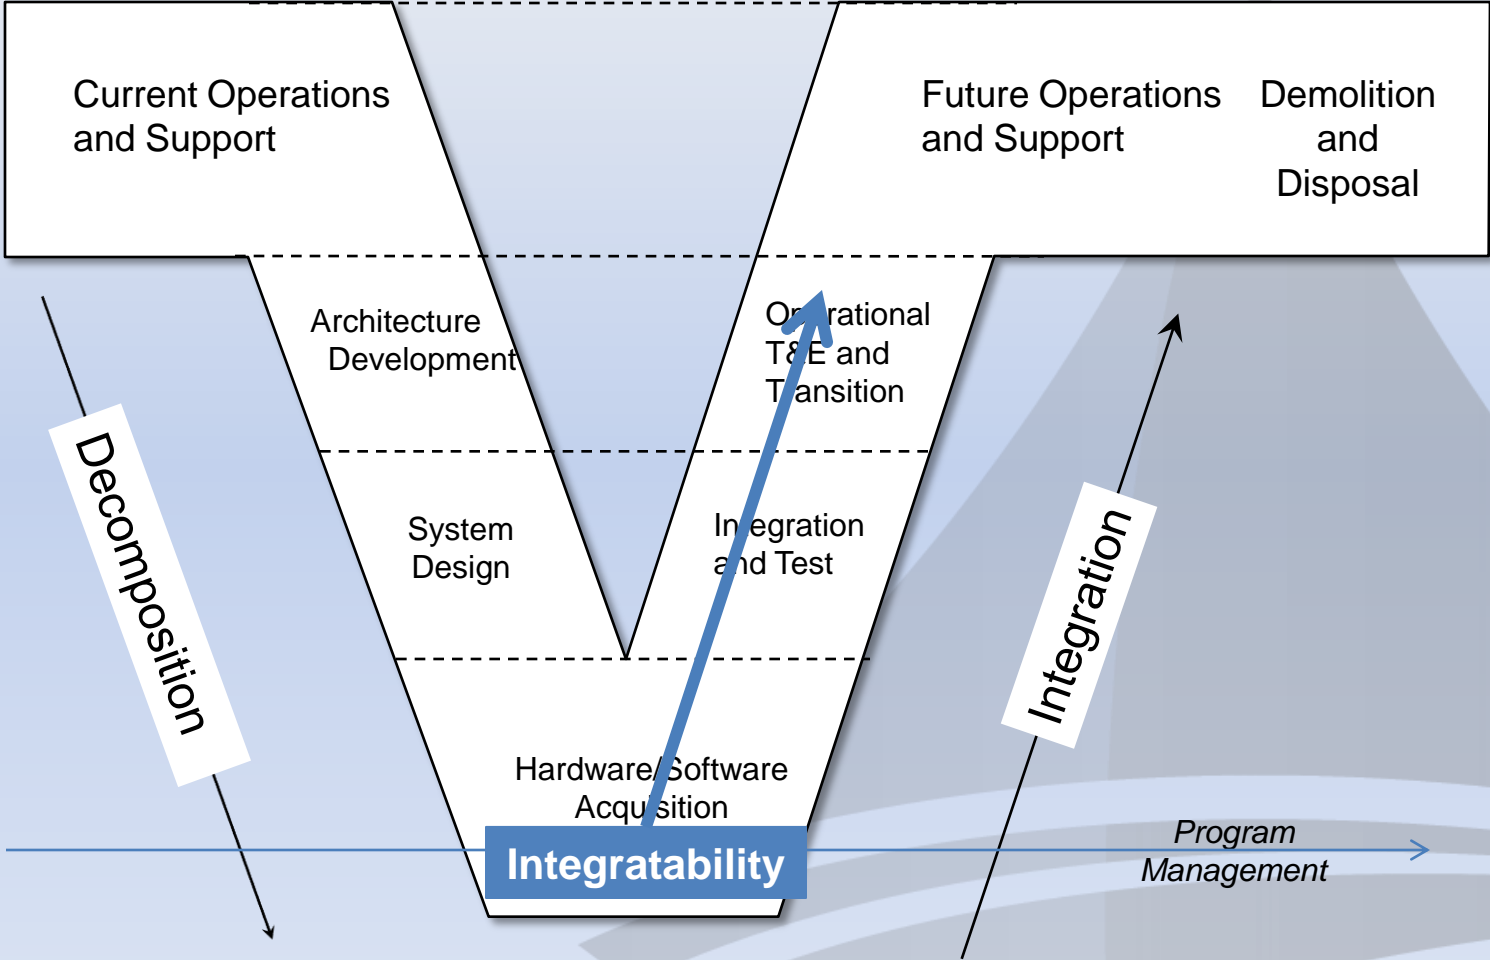 Current Operations
and Support
Future Operations
and Support
Demolition
and
Disposal
Architecture
Development
Operational
T&E and
Transition
Decomposition
System
Design
Integration
and Test
Integration
Hardware/Software
Acquisition
Integratability
Program
Management